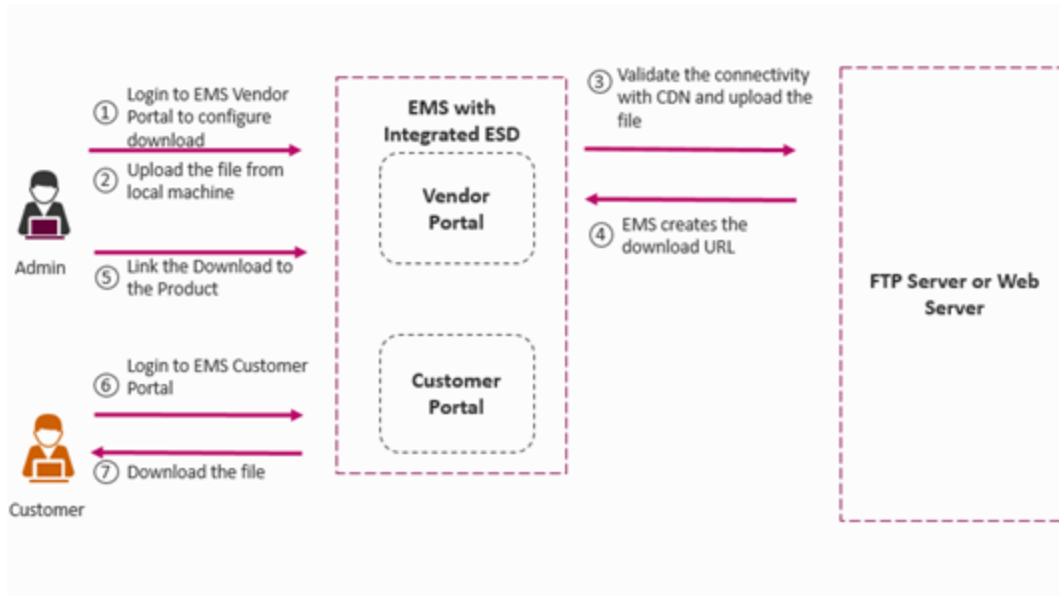 ① Login to EMS Vendor
Portal to configure
download
② Upload the file from
local machine
Admin
⑤ Link the Download to
the Product
⑥ Login to EMS Customer
Portal
⑦ Download the file
Customer
EMS with
Integrated ESD
Vendor
Portal
Customer
Portal
③ Validate the connectivity
with CDN and upload the
file
④ EMS creates the
download URL
FTP Server or Web
Server